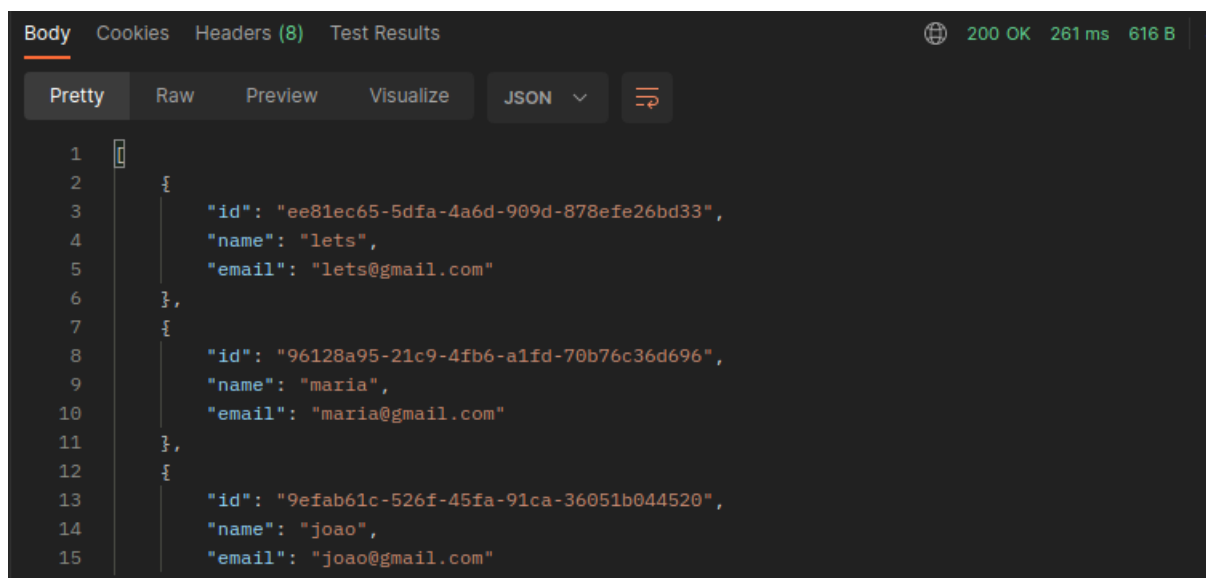 Body Cookies Headers (8) Test Results 200 OK 261 ms 616 B
Pretty Raw Preview Visualize JSON
1 [
2 {
3 "id": "ee81ec65-5dfa-4a6d-909d-878efe26bd33",
4 "name": "lets",
5 "email": "lets@gmail.com"
6 },
7 {
8 "id": "96128a95-21c9-4fb6-a1fd-70b76c36d696",
9 "name": "maria",
10 "email": "maria@gmail.com"
11 },
12 {
13 "id": "9efab61c-526f-45fa-91ca-36051b044520",
14 "name": "joao",
15 "email": "joao@gmail.com"